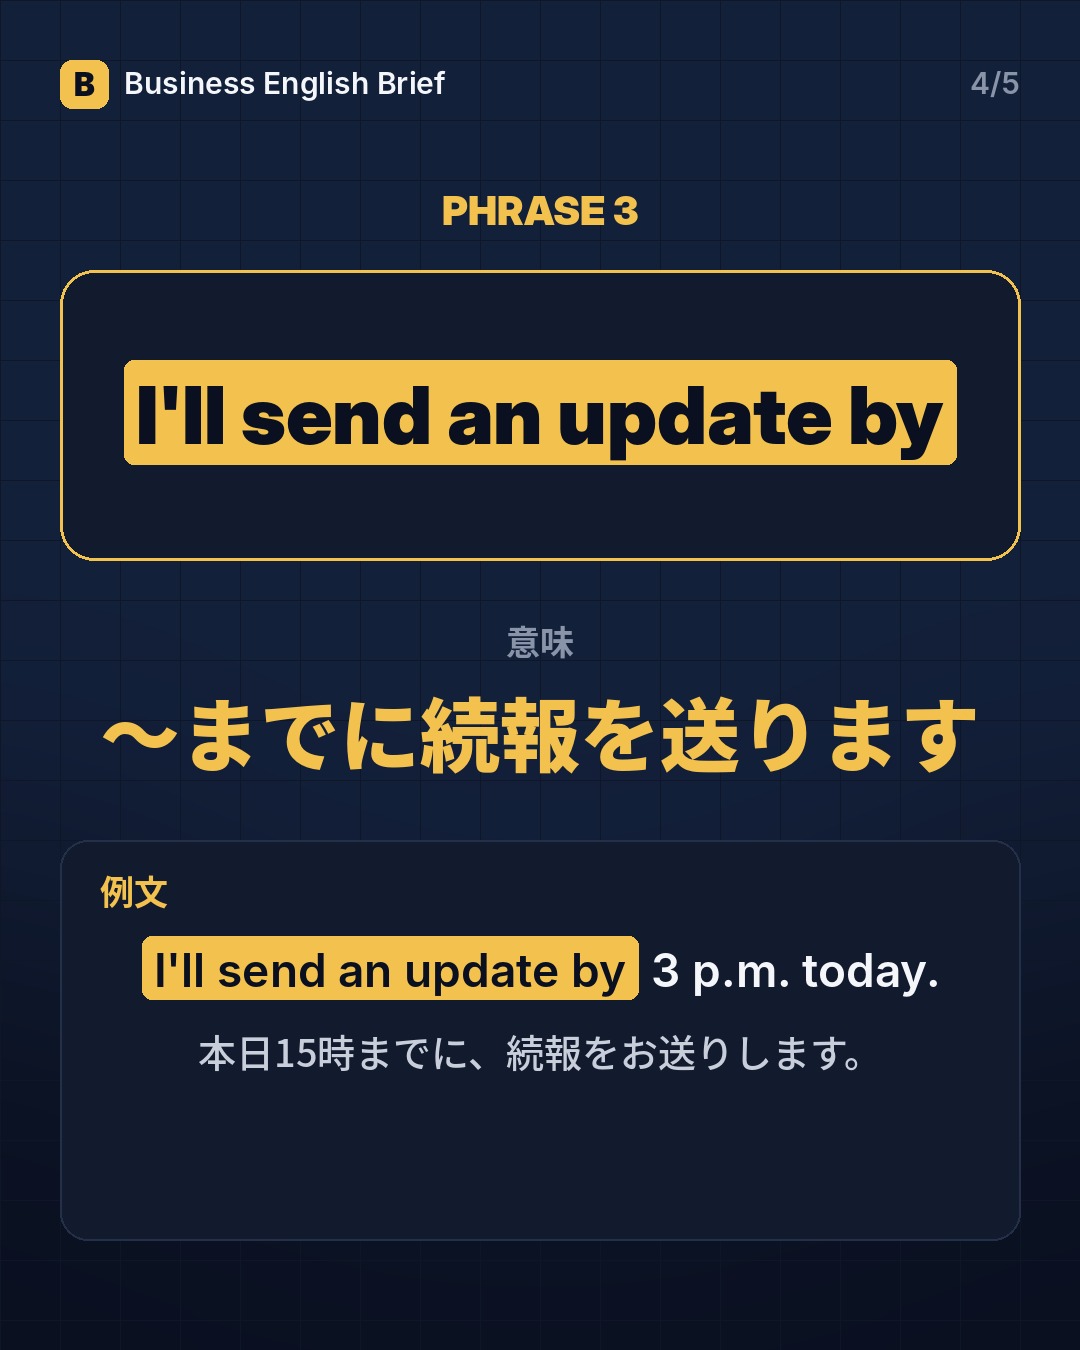 B Business English Brief 4/5
PHRASE 3
I'll send an update by
意味
～までに続報を送ります
例文
I'll send an update by 3 p.m. today.
本日15時までに、続報をお送りします。